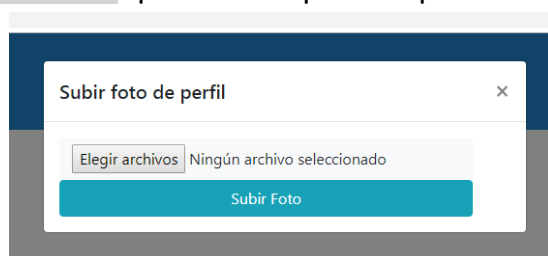 Subir foto de perfil
×
Elegir archivos Ningún archivo seleccionado
Subir Foto